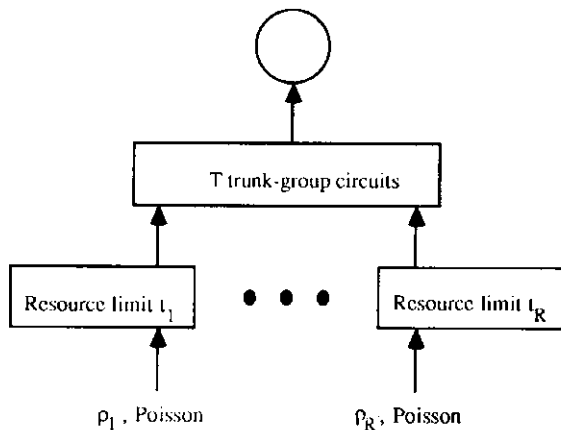 T trunk-group circuits
Resource limit t1
Resource limit tR
ρ1 , Poisson
ρR, Poisson